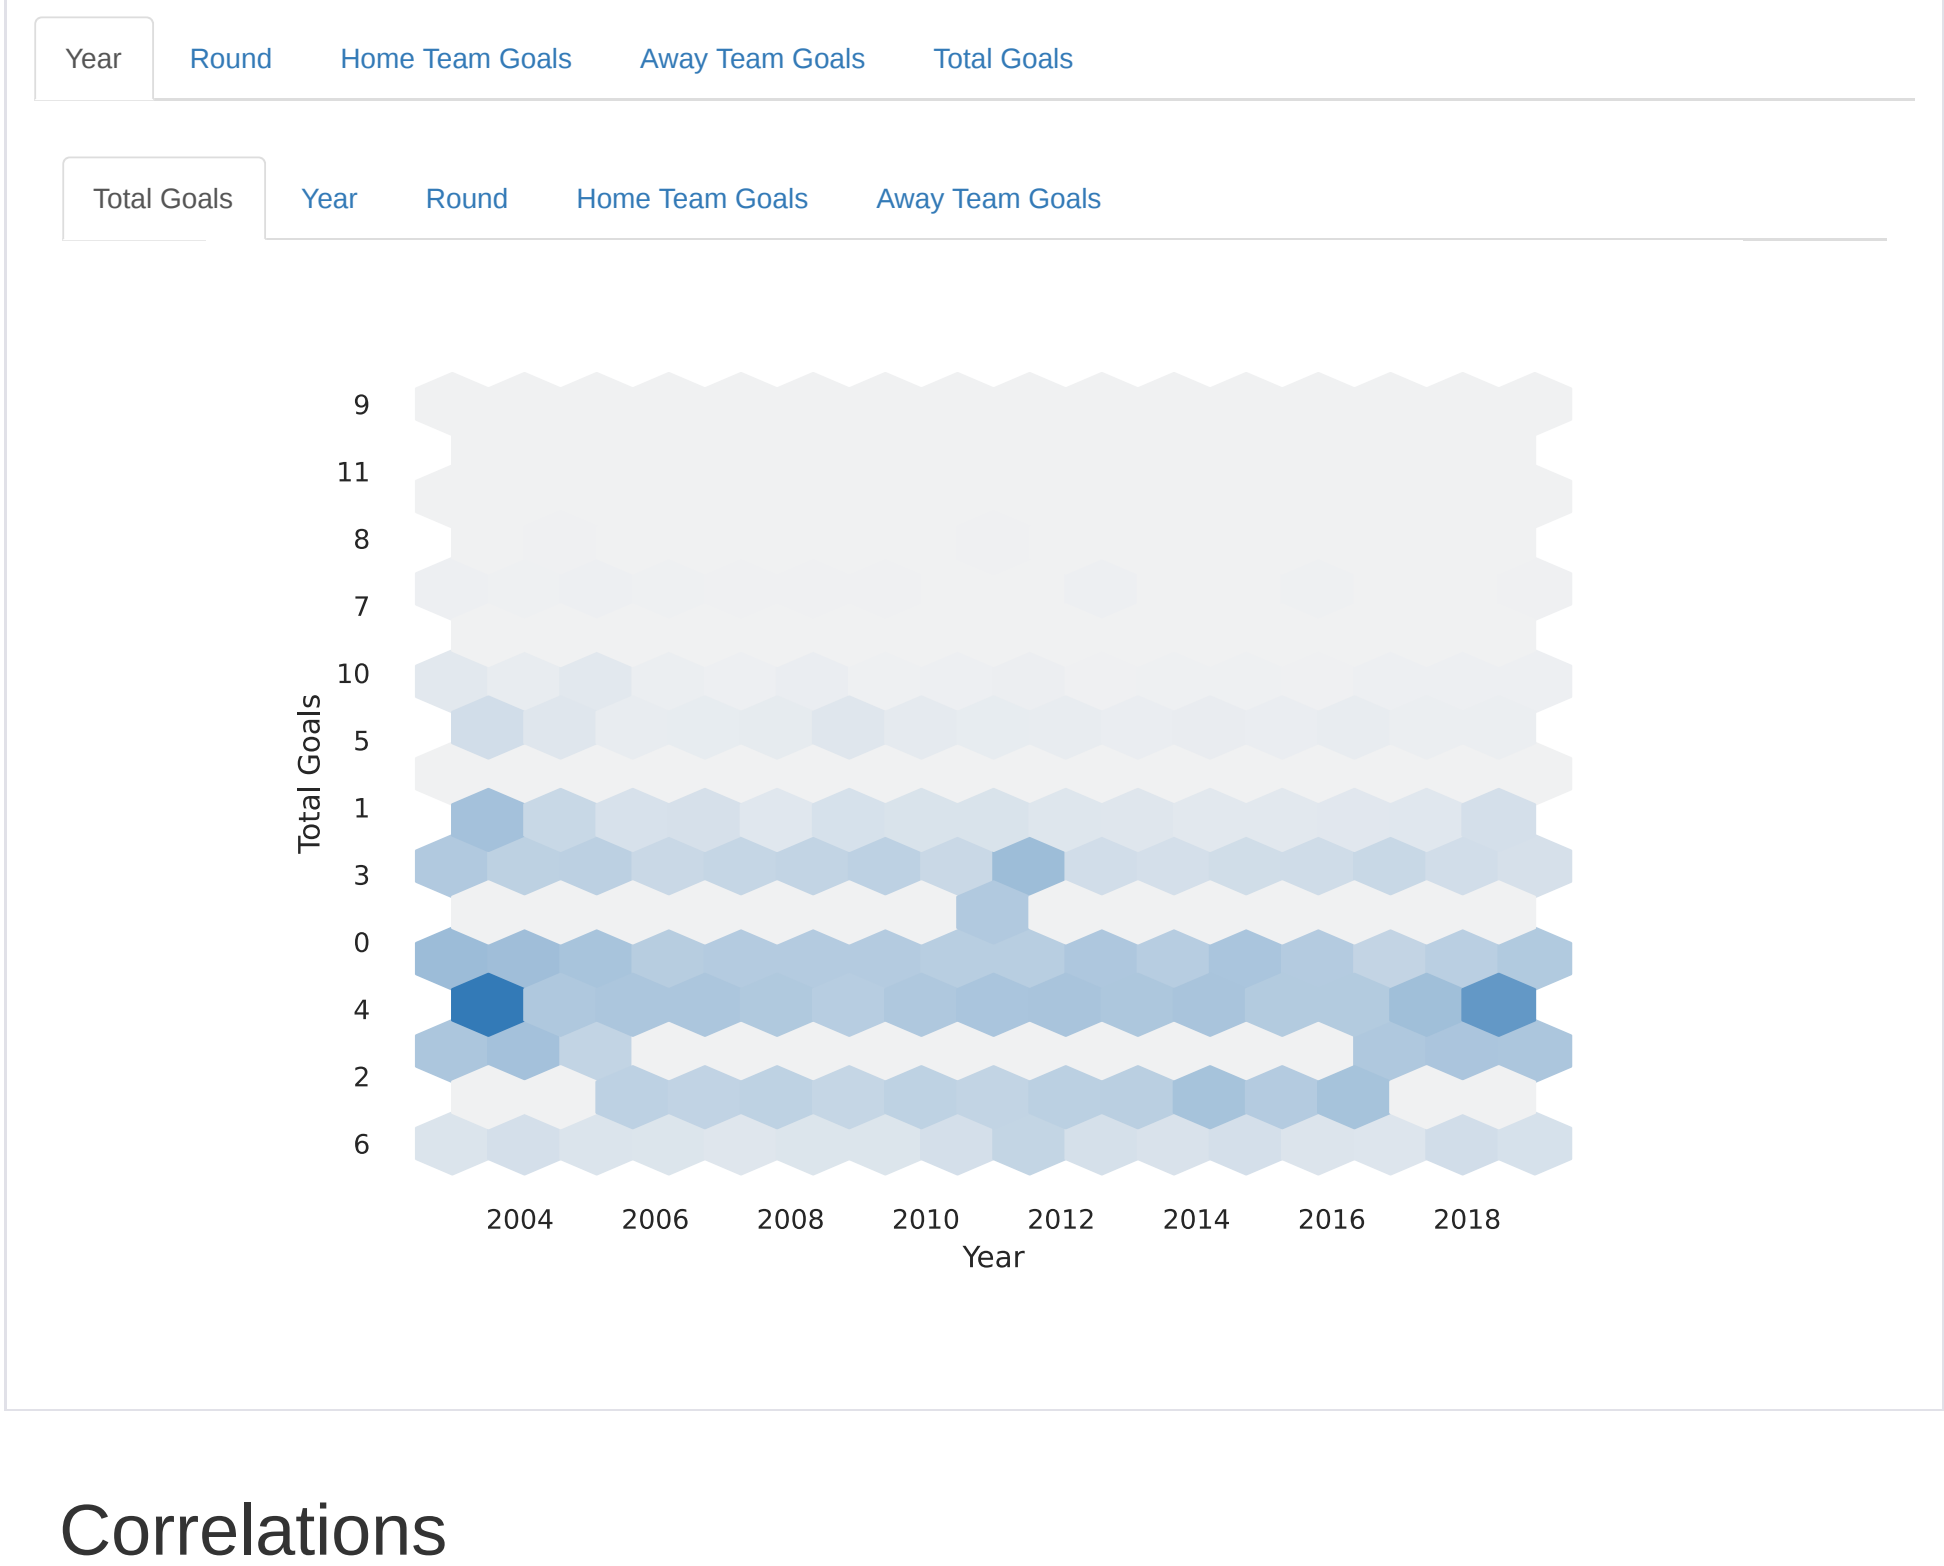 Year Round Home Team Goals Away Team Goals Total Goals
Total Goals Year Round Home Team Goals Away Team Goals
9
11
8
7
10
5
1
3
0
4
2
6
Total Goals
2004 2006 2008 2010 2012 2014 2016 2018
Year
Correlations